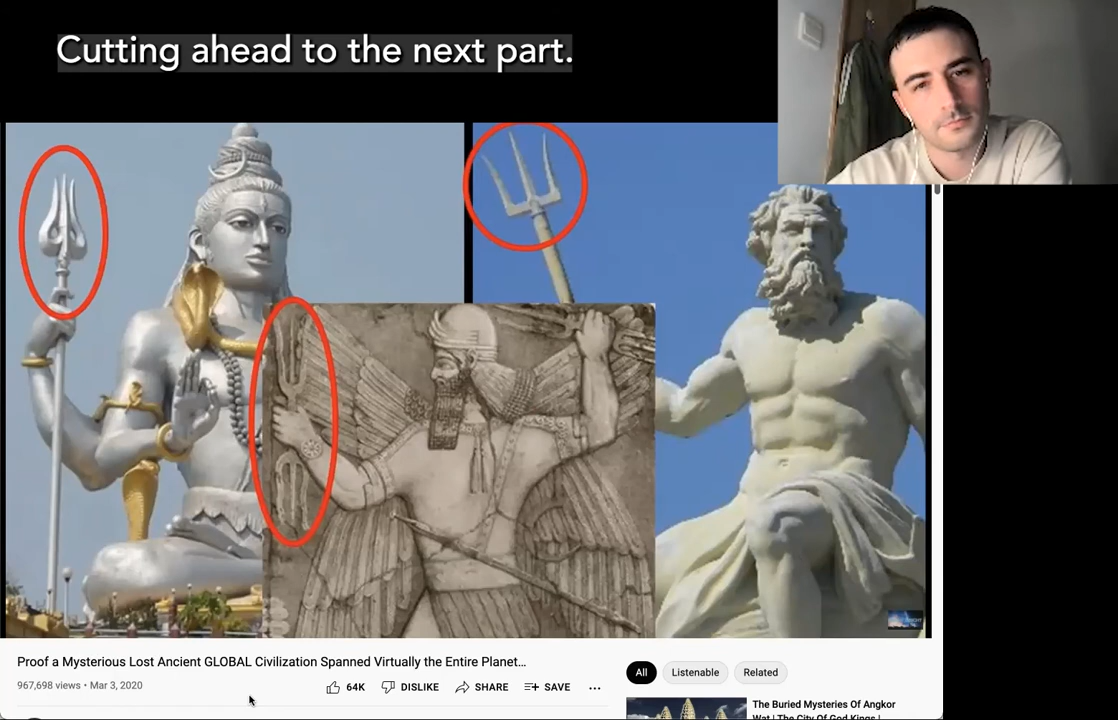 Cutting ahead to the next part.
Proof a Mysterious Lost Ancient GLOBAL Civilization Spanned Virtually the Entire Planet...
967,698 views • Mar 3, 2020
64K
DISLIKE
SHARE
SAVE
...
All
Listenable
Related
The Buried Mysteries Of Angkor
Wat | The City Of God Kings |